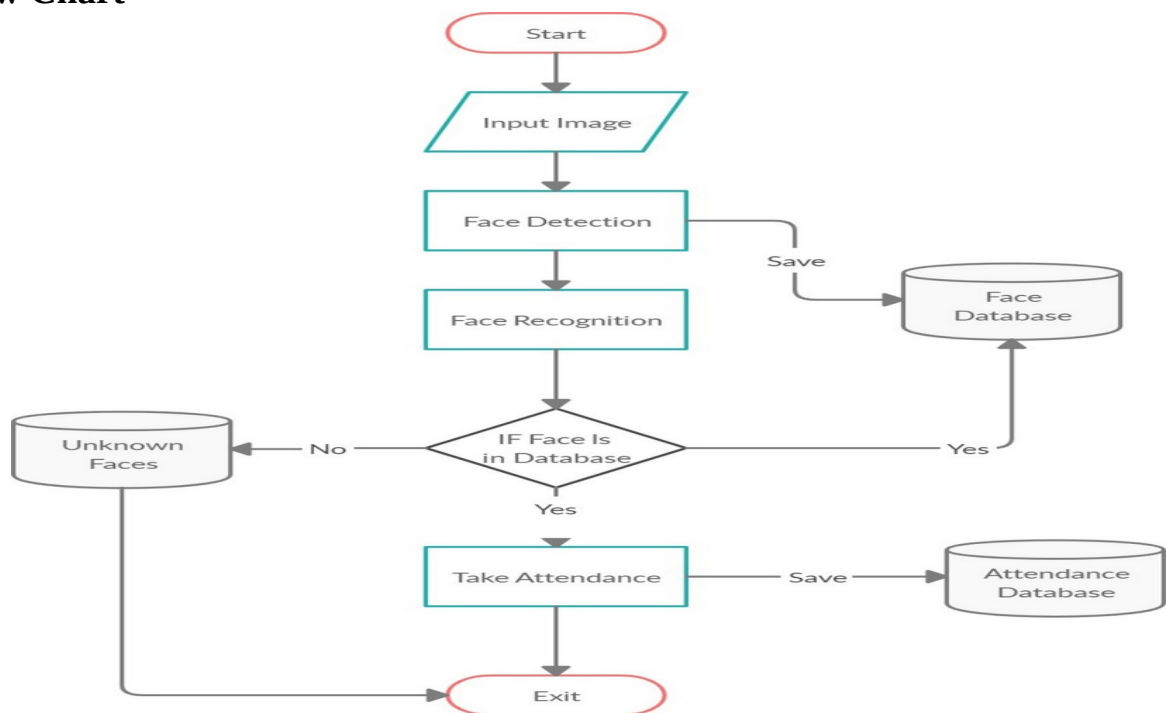 Chart
Start
Input Image
Face Detection
Save
Face
Database
Face Recognition
IF Face Is
in Database
No
Unknown
Faces
Yes
Yes
Take Attendance
Save
Attendance
Database
Exit